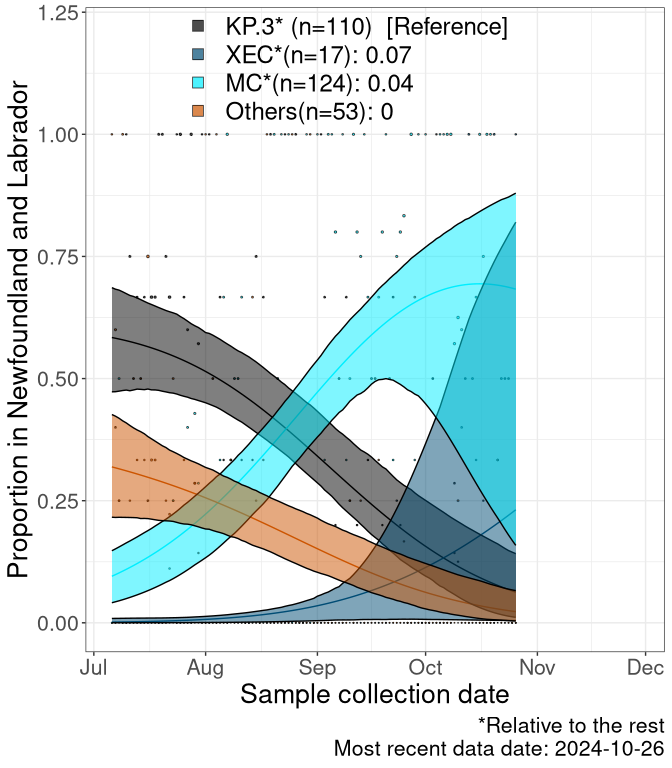 KP.3* (n=110)  [Reference]
XEC*(n=17): 0.07
MC*(n=124): 0.04
Others(n=53): 0
Proportion in Newfoundland and Labrador
1.25
1.00
0.75
0.50
0.25
0.00
Jul Aug Sep Oct Nov Dec
Sample collection date
*Relative to the rest
Most recent data date: 2024-10-26